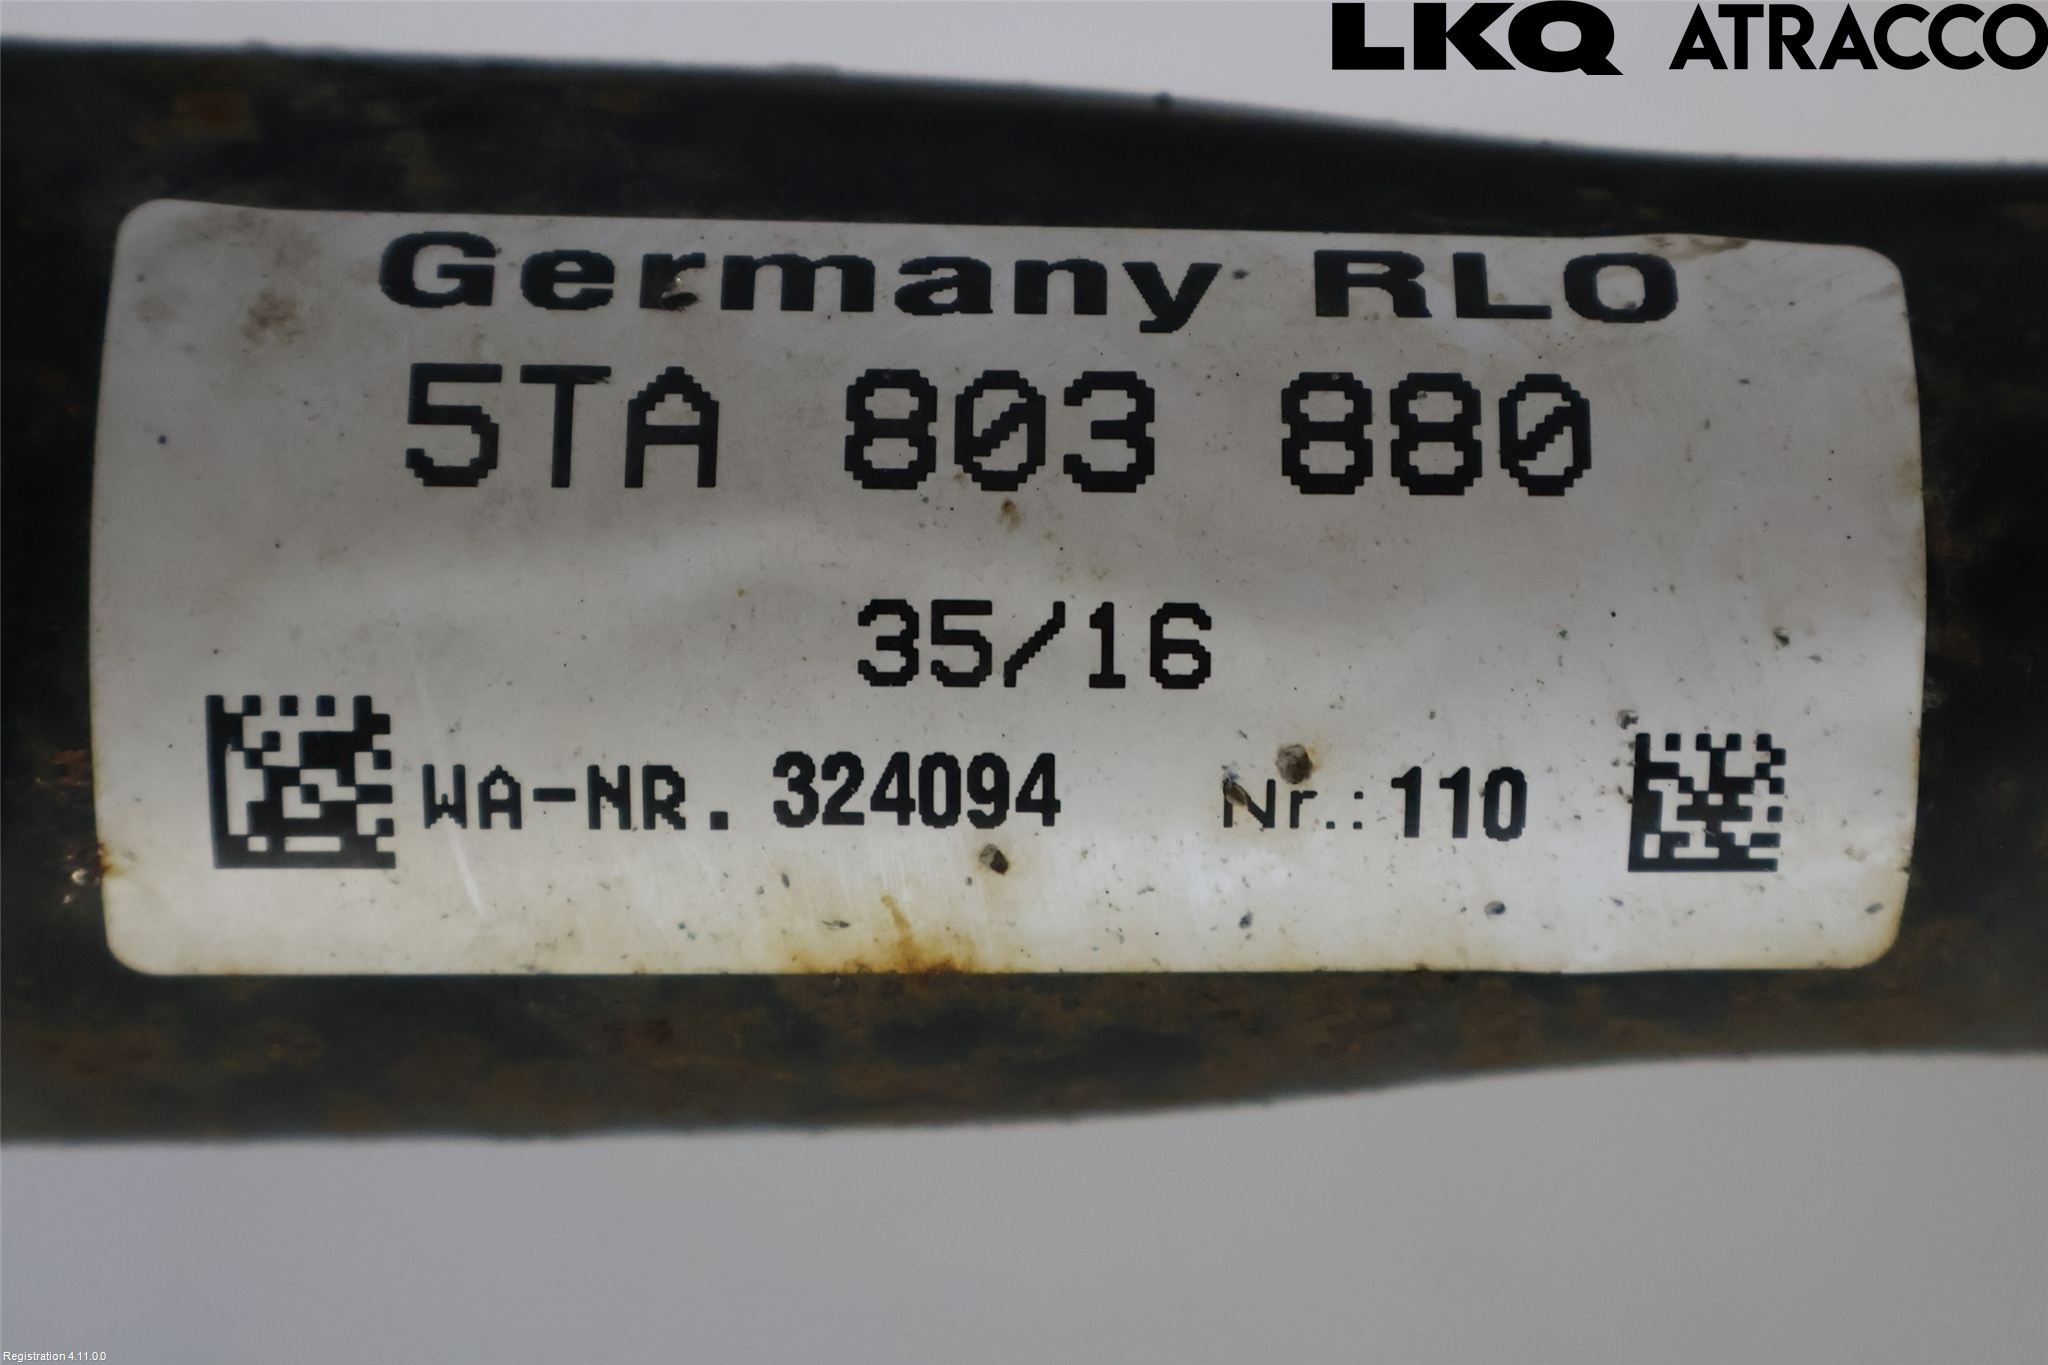 LKQ ATRACCO
Germany RLO
5TA 803 880
35/16
WA-NR. 324094 Nr.: 110
Registration 4.11.0.0